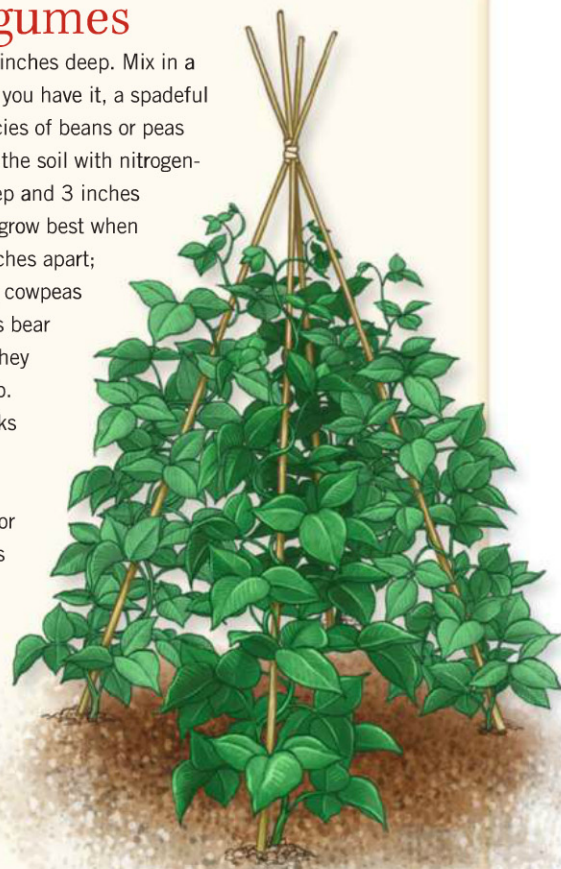 gumes
inches deep. Mix in a
you have it, a spadeful
cies of beans or peas
the soil with nitrogen-
ep and 3 inches
grow best when
ches apart;
cowpeas
s bear
hey
p.
ks
or
s